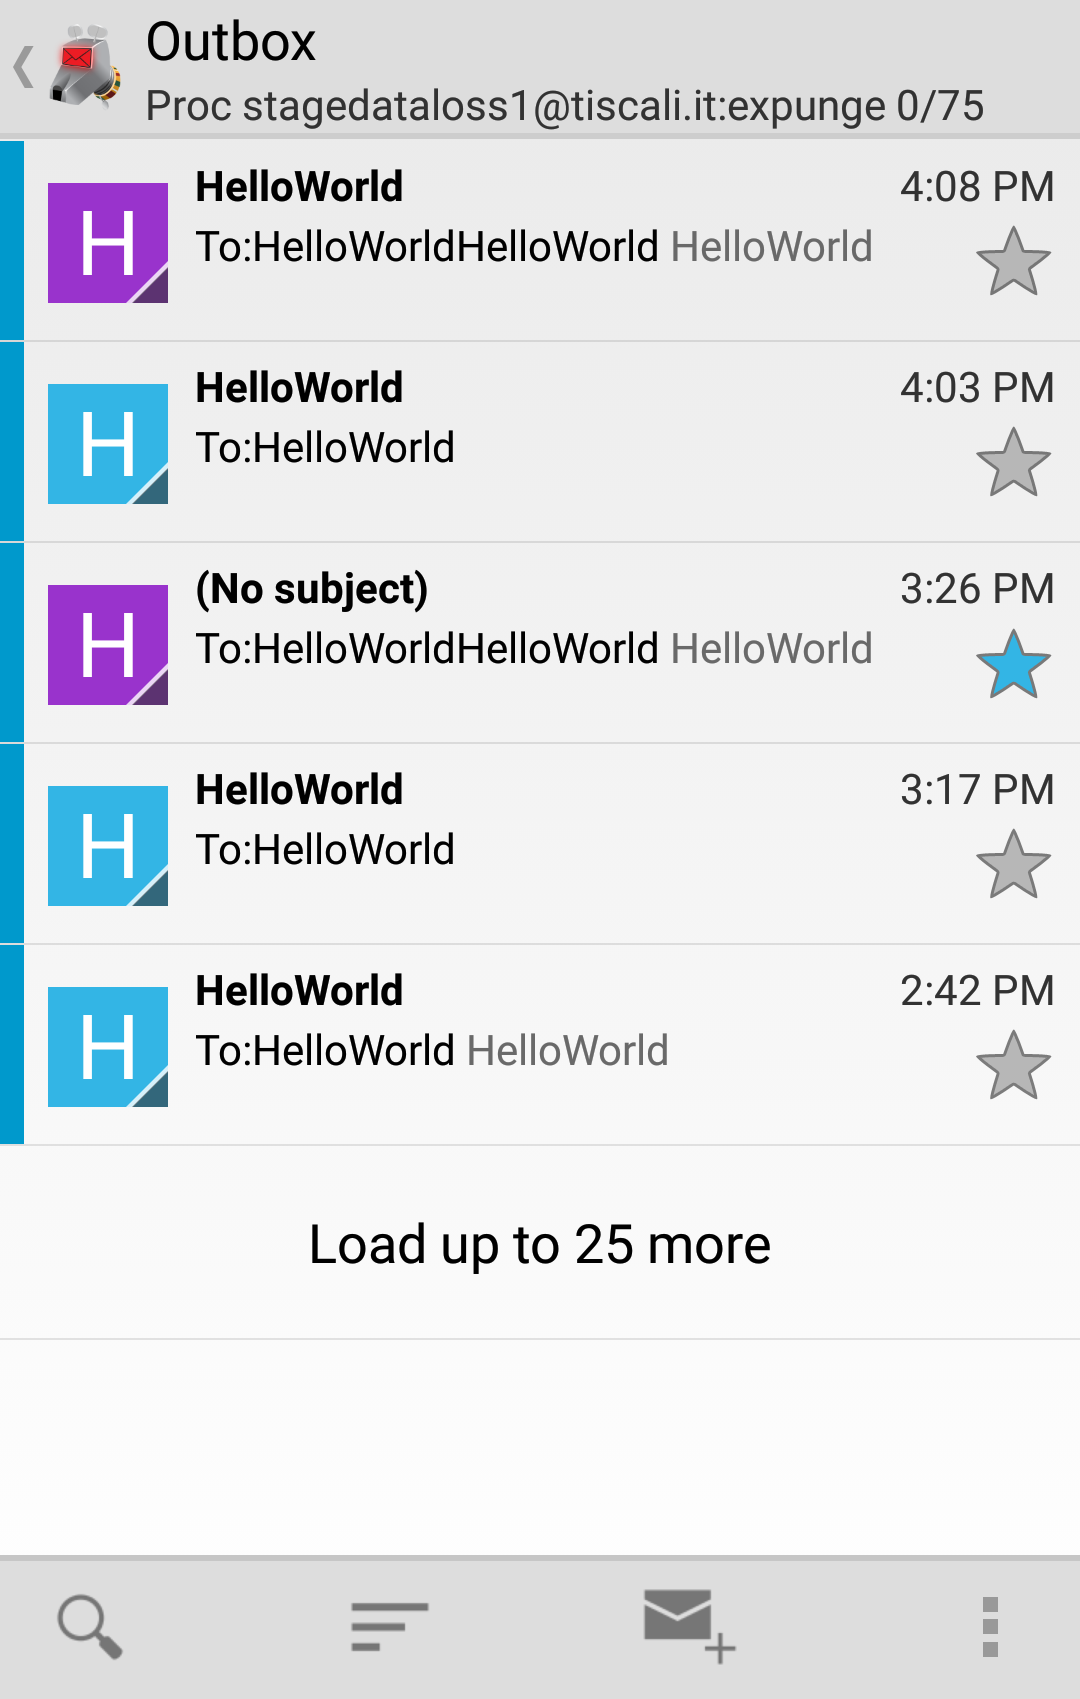 Outbox
Proc stagedataloss1@tiscali.it:expunge 0/75
H
HelloWorld
4:08 PM
To:HelloWorldHelloWorld HelloWorld
H
HelloWorld
4:03 PM
To:HelloWorld
H
(No subject)
3:26 PM
To:HelloWorldHelloWorld HelloWorld
H
HelloWorld
3:17 PM
To:HelloWorld
H
HelloWorld
2:42 PM
To:HelloWorld HelloWorld
Load up to 25 more